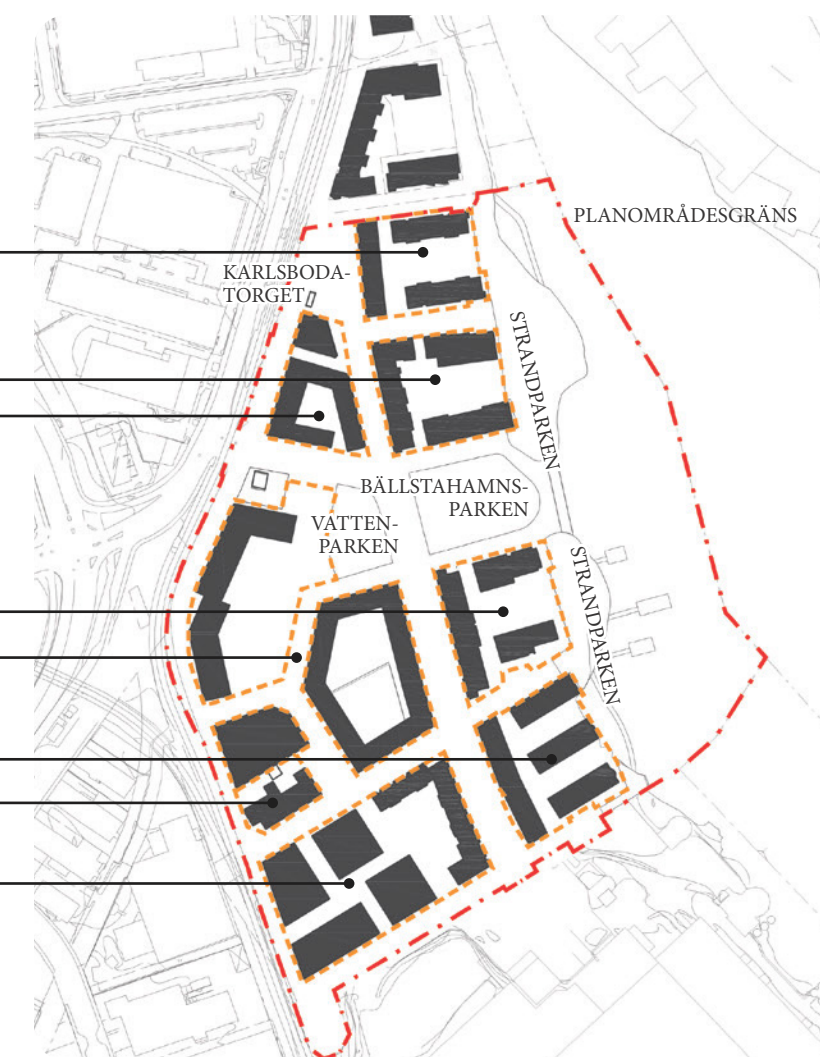 PLANOMRÅDESGRÄNS
KARLSBODA-
TORGET
STRANDPARKEN
BÄLLSTAHAMNS-
PARKEN
VATTEN-
PARKEN
STRANDPARKEN